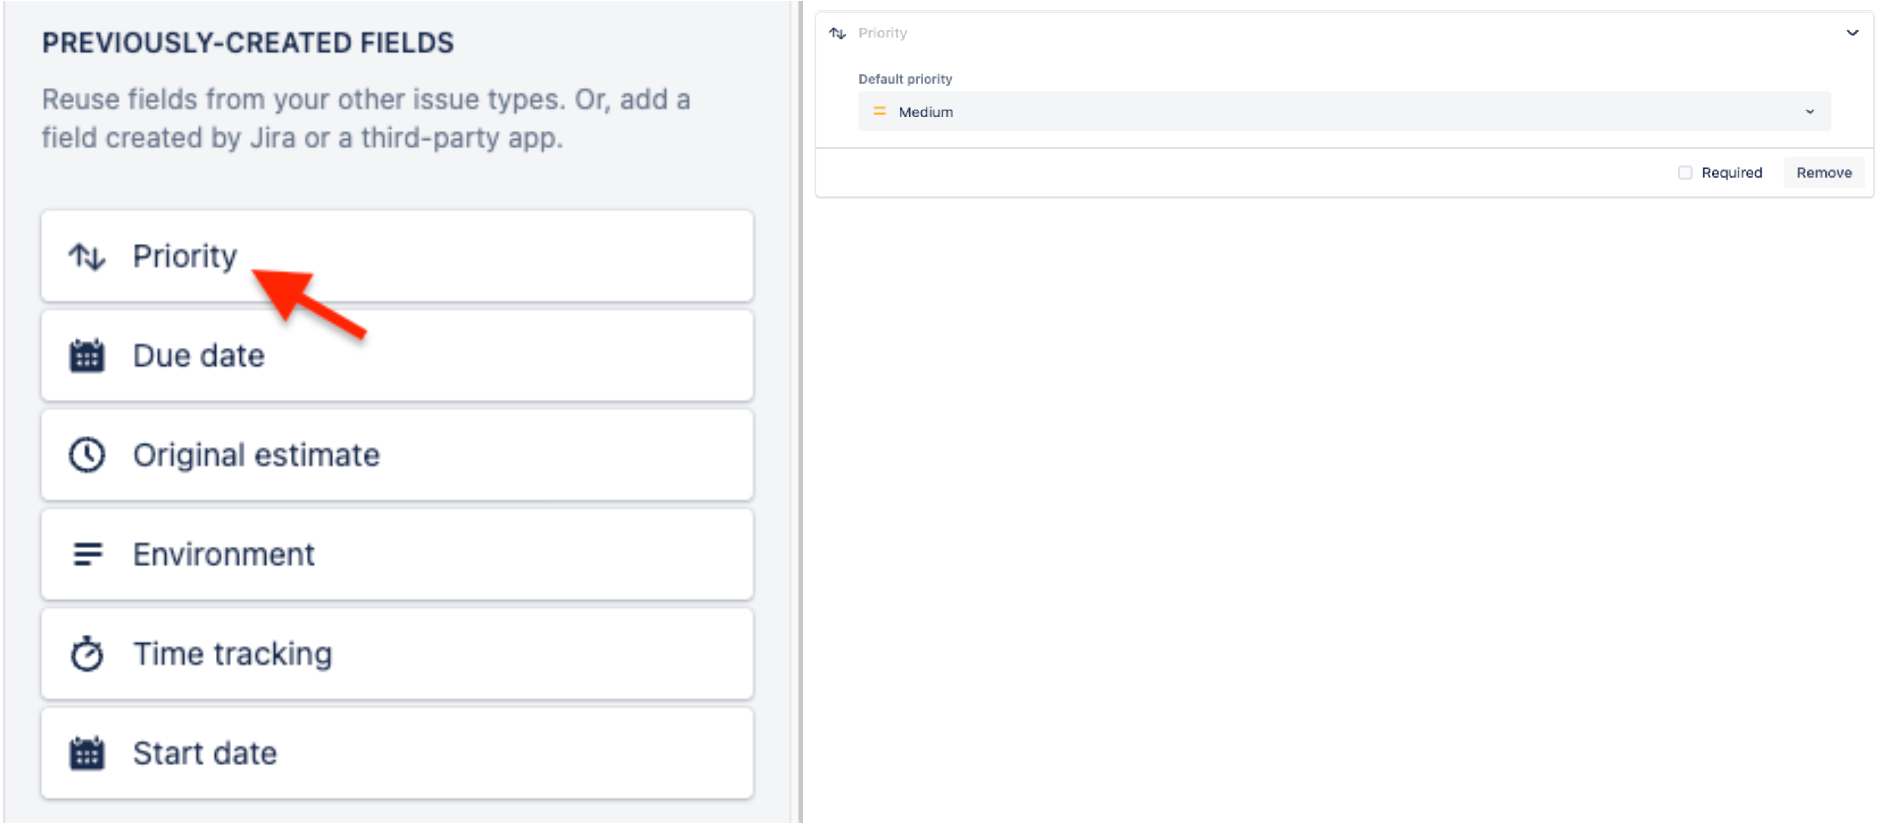 PREVIOUSLY-CREATED FIELDS
Reuse fields from your other issue types. Or, add a
field created by Jira or a third-party app.
Priority
Due date
Original estimate
Environment
Time tracking
Start date
Priority
Default priority
Medium
Required
Remove